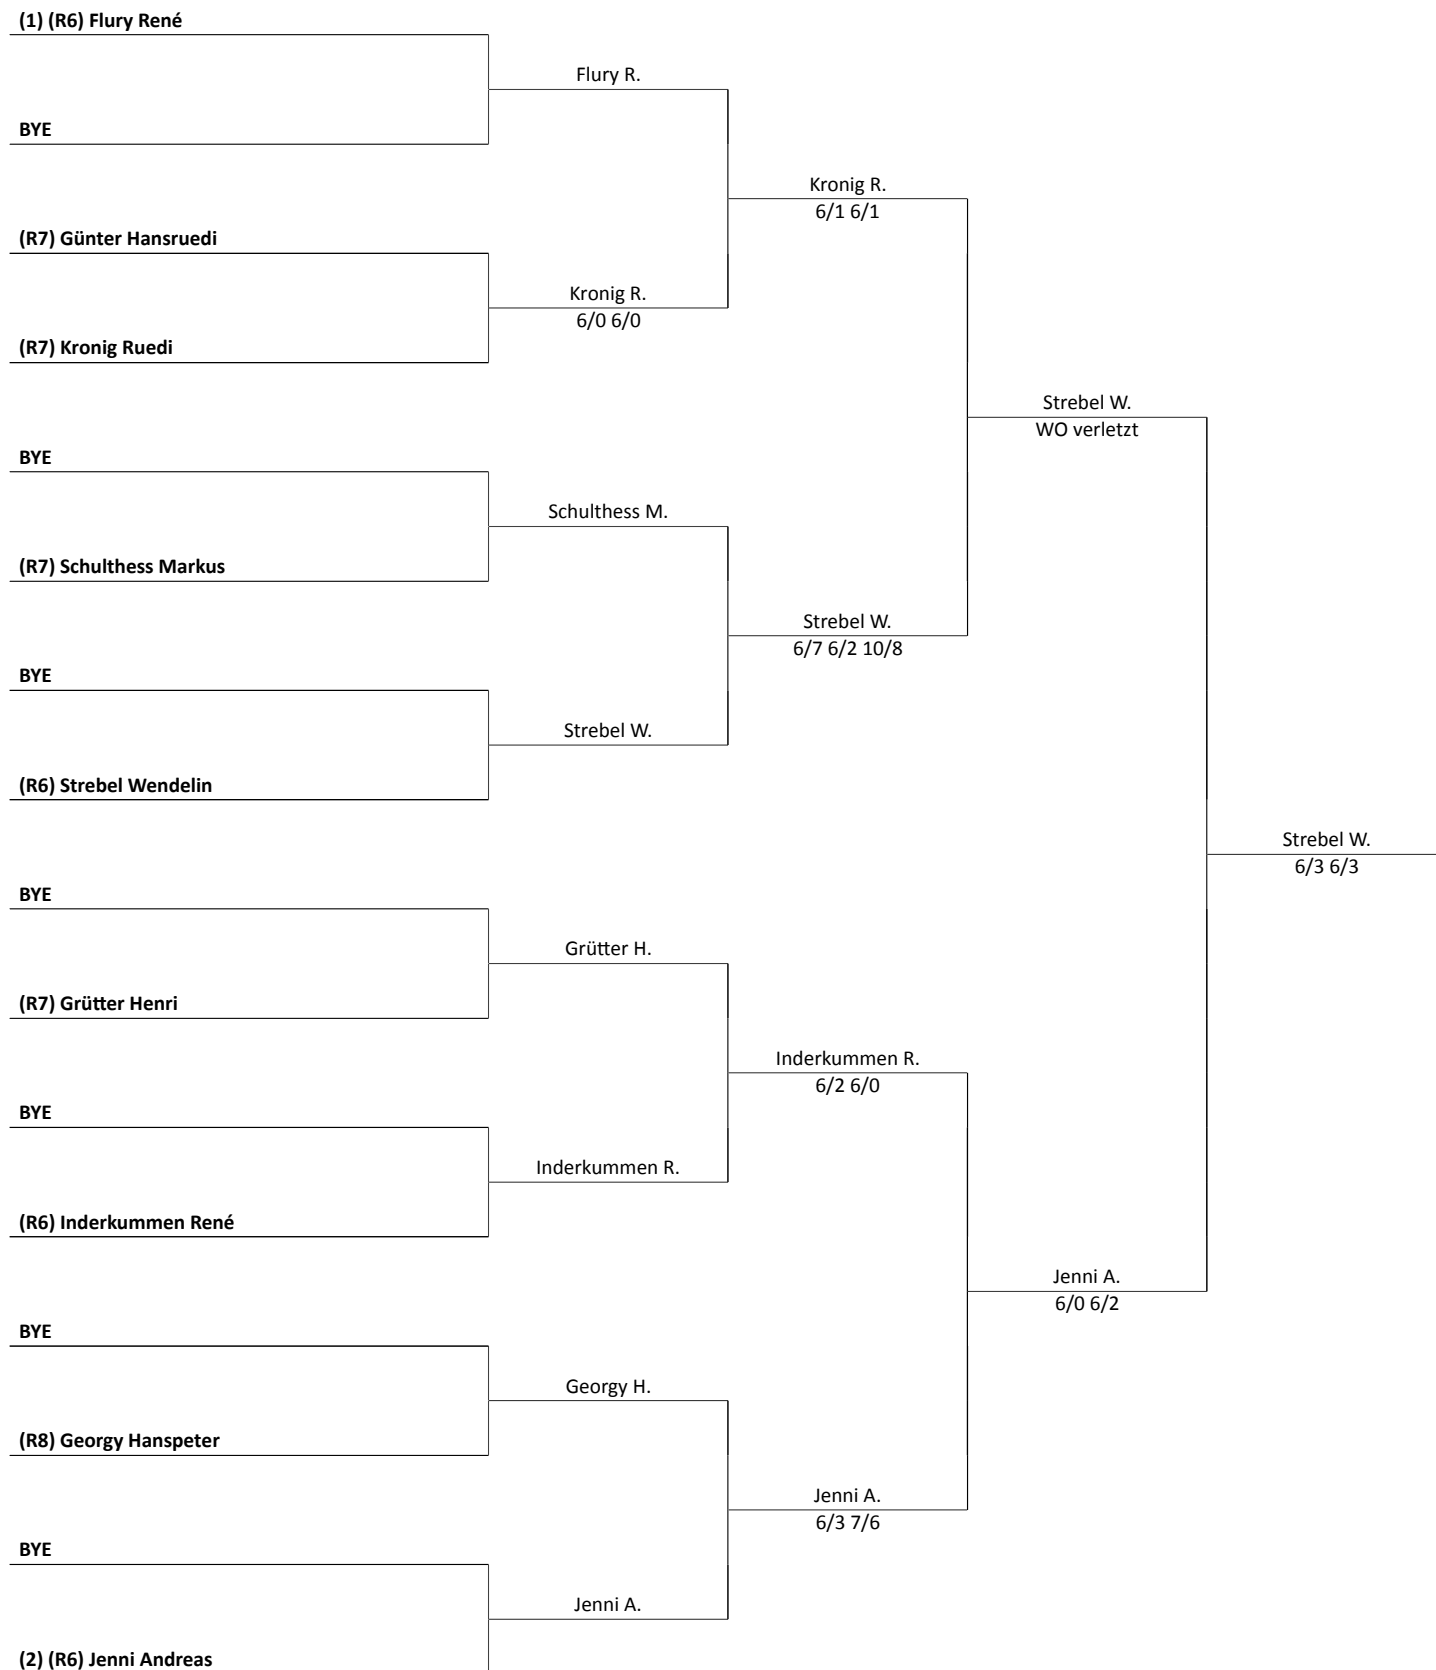 (1) (R6) Flury René
Flury R.
BYE
Kronig R.
6/1 6/1
(R7) Günter Hansruedi
Kronig R.
6/0 6/0
(R7) Kronig Ruedi
Strebel W.
WO verletzt
BYE
Schulthess M.
(R7) Schulthess Markus
Strebel W.
6/7 6/2 10/8
BYE
Strebel W.
(R6) Strebel Wendelin
Strebel W.
6/3 6/3
BYE
Grütter H.
(R7) Grütter Henri
Inderkummen R.
6/2 6/0
BYE
Inderkummen R.
(R6) Inderkummen René
Jenni A.
6/0 6/2
BYE
Georgy H.
(R8) Georgy Hanspeter
Jenni A.
6/3 7/6
BYE
Jenni A.
(2) (R6) Jenni Andreas